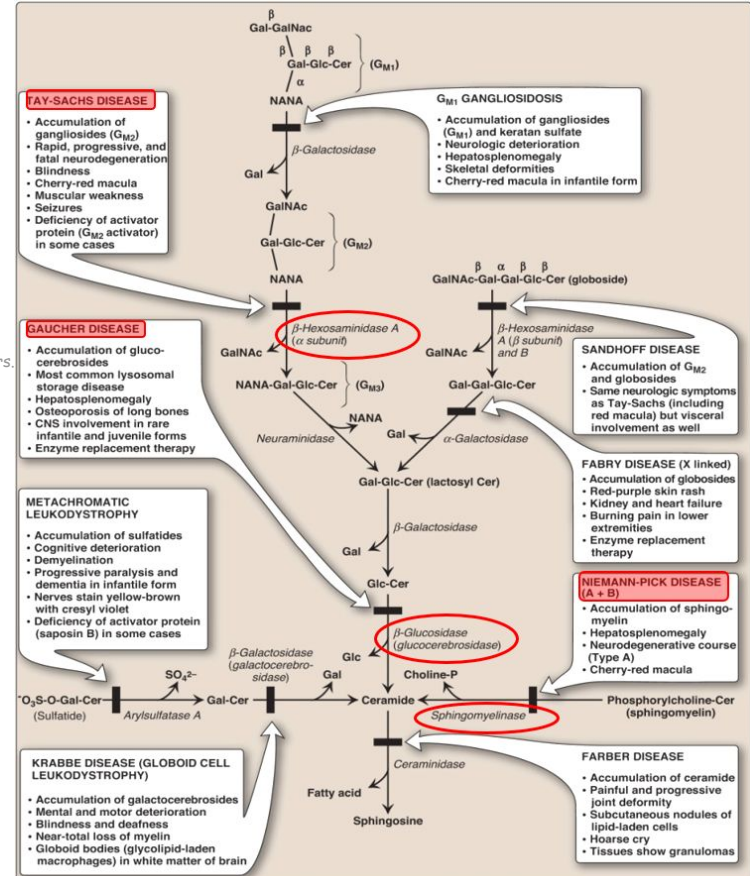 β
Gal-GalNac
β β β
Gal-Glc-Cer (GM1)
α
NANA
β-Galactosidase
Gal
GalNAc
Gal-Glc-Cer (GM2)
NANA
TAY-SACHS DISEASE
• Accumulation of
gangliosides (GM2)
• Rapid, progressive, and
fatal neurodegeneration
• Blindness
• Cherry-red macula
• Muscular weakness
• Seizures
• Deficiency of activator
protein (GM2 activator)
in some cases
GM1 GANGLIOSIDOSIS
• Accumulation of gangliosides
(GM1) and keratan sulfate
• Neurologic deterioration
• Hepatosplenomegaly
• Skeletal deformities
• Cherry-red macula in infantile form
β α β β
GalNAc-Gal-Gal-Glc-Cer (globoside)
β-Hexosaminidase A
(α subunit)
GalNAc
NANA-Gal-Glc-Cer (GM3)
NANA
Neuraminidase
β-Hexosaminidase
A (β subunit)
and B
GalNAc
Gal-Gal-Glc-Cer
Gal
α-Galactosidase
GAUCHER DISEASE
• Accumulation of gluco-
cerebrosides
• Most common lysosomal
storage disease
• Hepatosplenomegaly
• Osteoporosis of long bones
• CNS involvement in rare
infantile and juvenile forms
• Enzyme replacement therapy
rs.
SANDHOFF DISEASE
• Accumulation of GM2
and globosides
• Same neurologic symptoms
as Tay-Sachs (including
red macula) but visceral
involvement as well
Gal-Glc-Cer (lactosyl Cer)
β-Galactosidase
Gal
Glc-Cer
FABRY DISEASE (X linked)
• Accumulation of globosides
• Red-purple skin rash
• Kidney and heart failure
• Burning pain in lower
extremities
• Enzyme replacement
therapy
METACHROMATIC
LEUKODYSTROPHY
• Accumulation of sulfatides
• Cognitive deterioration
• Demyelination
• Progressive paralysis and
dementia in infantile form
• Nerves stain yellow-brown
with cresyl violet
• Deficiency of activator protein
(saposin B) in some cases
β-Glucosidase
(glucocerebrosidase)
Glc
NIEMANN-PICK DISEASE
(A + B)
• Accumulation of sphingo-
myelin
• Hepatosplenomegaly
• Neurodegenerative course
(Type A)
• Cherry-red macula
β-Galactosidase
(galactocerebro-
sidase)
SO₄²⁻
Gal
Choline-P
⁻O3S-O-Gal-Cer
(Sulfatide)
Arylsulfatase A
Gal-Cer
Ceramide
Sphingomyelinase
Phosphorylcholine-Cer
(sphingomyelin)
Ceramidase
Fatty acid
Sphingosine
KRABBE DISEASE (GLOBOID CELL
LEUKODYSTROPHY)
• Accumulation of galactocerebrosides
• Mental and motor deterioration
• Blindness and deafness
• Near-total loss of myelin
• Globoid bodies (glycolipid-laden
macrophages) in white matter of brain
FARBER DISEASE
• Accumulation of ceramide
• Painful and progressive
joint deformity
• Subcutaneous nodules of
lipid-laden cells
• Hoarse cry
• Tissues show granulomas